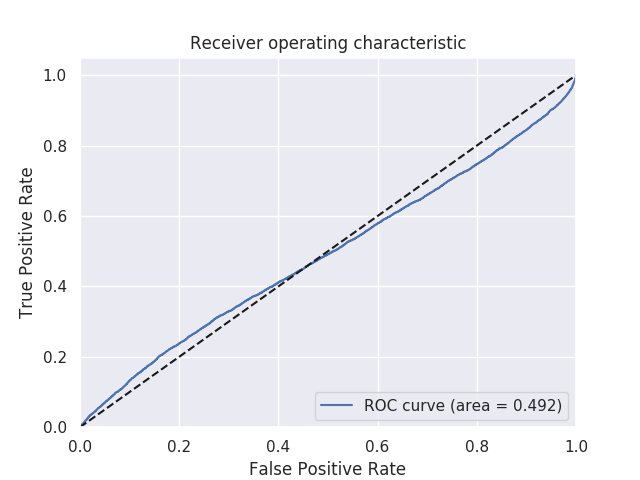 Receiver operating characteristic
1.0
0.8
0.6
0.4
0.2
0.0
True Positive Rate
ROC curve (area = 0.492)
0.0 0.2 0.4 0.6 0.8 1.0
False Positive Rate